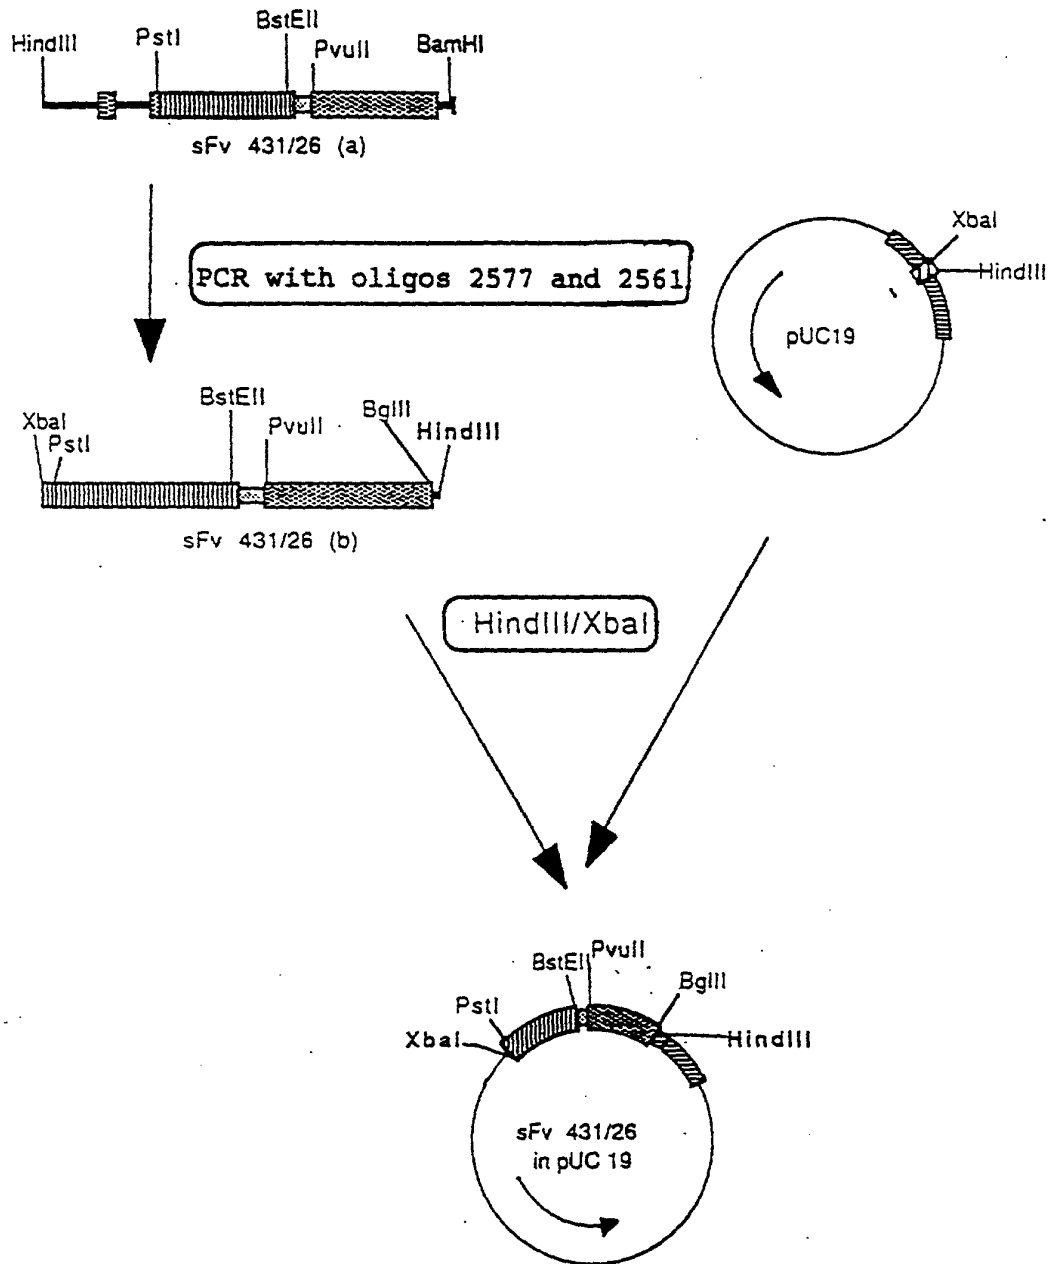 HindIII
PstI
BstEII
PvuII
BamHI
sFv 431/26 (a)
PCR with oligos 2577 and 2561
XbaI
HindIII
pUC19
XbaI
PstI
BstEII
PvuII
BglII
HindIII
sFv 431/26 (b)
HindIII/XbaI
BstEII
PvuII
BglII
PstI
XbaI
HindIII
sFv 431/26
in pUC 19